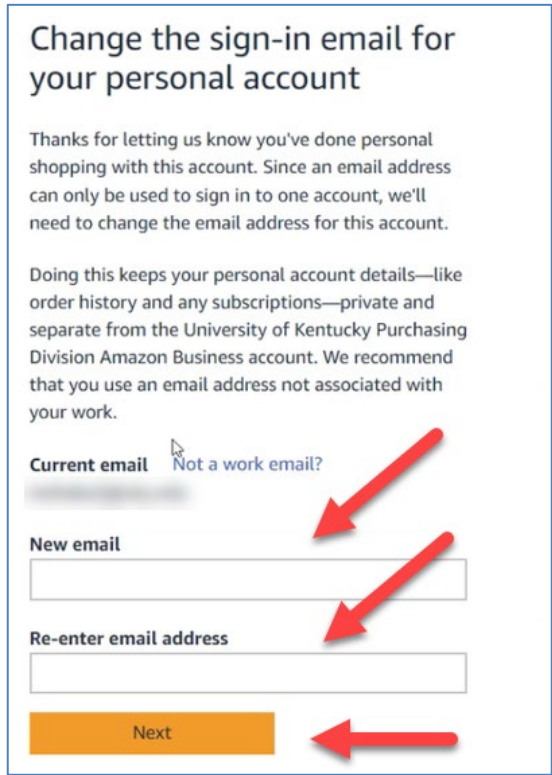 Change the sign-in email for
your personal account
Thanks for letting us know you've done personal
shopping with this account. Since an email address
can only be used to sign in to one account, we'll
need to change the email address for this account.
Doing this keeps your personal account details—like
order history and any subscriptions—private and
separate from the University of Kentucky Purchasing
Division Amazon Business account. We recommend
that you use an email address not associated with
your work.
Current email Not a work email?
New email
Re-enter email address
Next